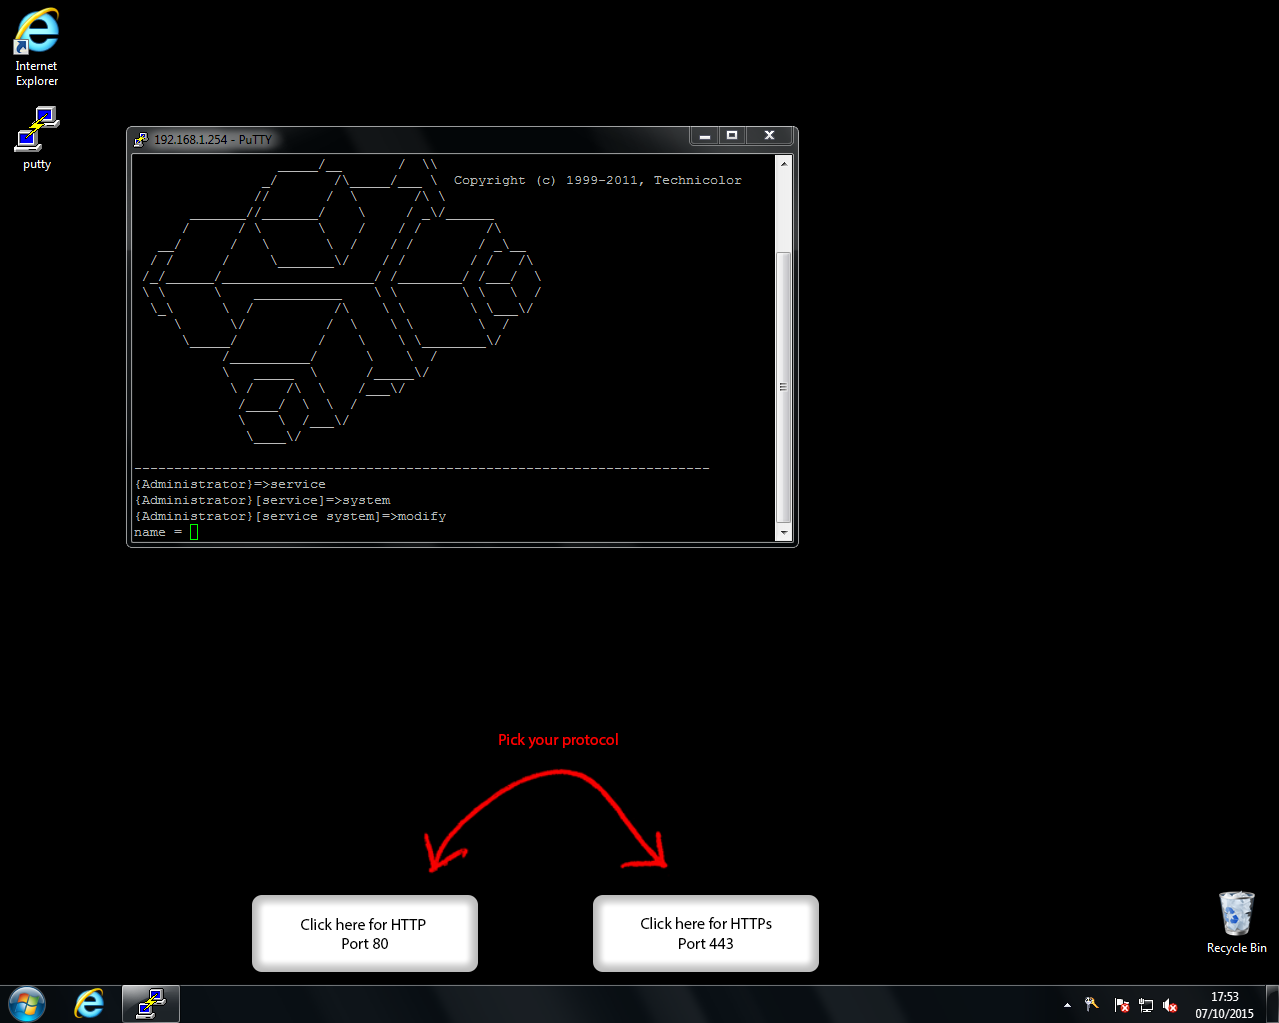 Internet
Explorer
putty
192.168.1.254 - PuTTY
Copyright (c) 1999-2011, Technicolor
------------------------------------------------------------------------
{Administrator}=>service
{Administrator}[service]=>system
{Administrator}[service system]=>modify
name =
Pick your protocol
Click here for HTTP
Port 80
Click here for HTTPs
Port 443
Recycle Bin
17:53
07/10/2015